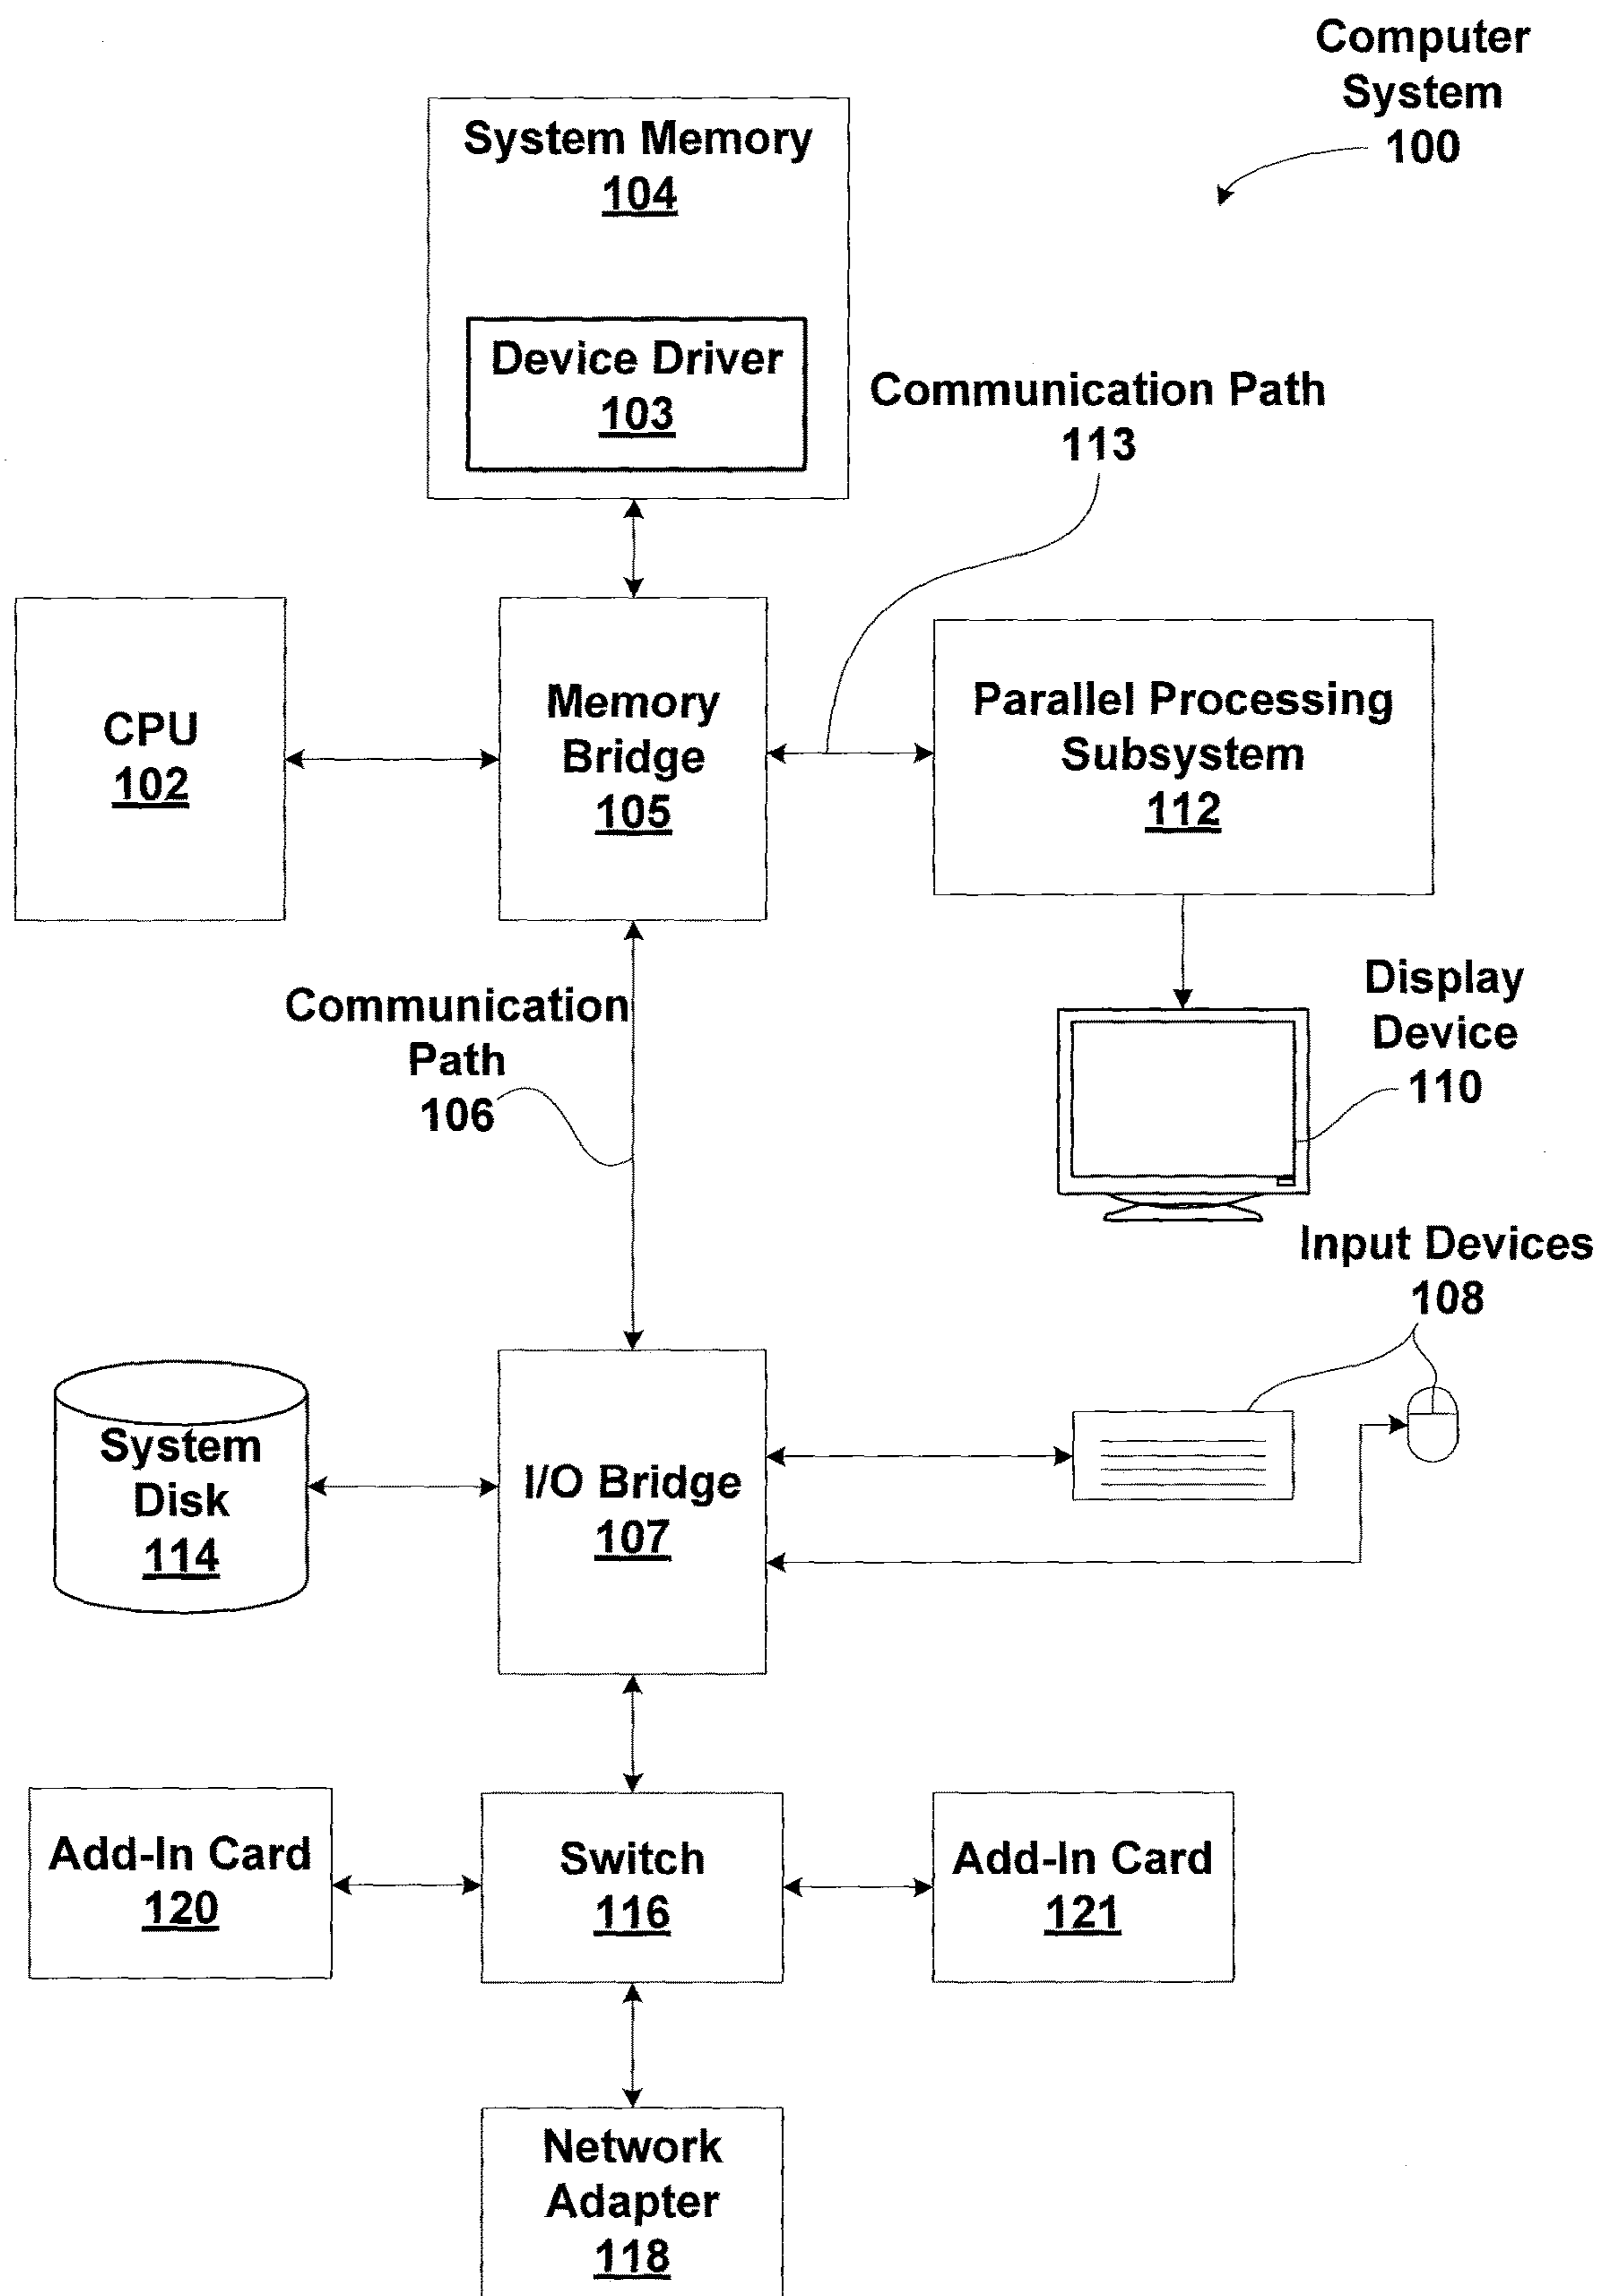 Computer
System
100
System Memory
104
Device Driver
103
Communication Path
113
CPU
102
Memory
Bridge
105
Parallel Processing
Subsystem
112
Communication
Path
106
Display
Device
110
Input Devices
108
System
Disk
114
I/O Bridge
107
Add-In Card
120
Switch
116
Add-In Card
121
Network
Adapter
118